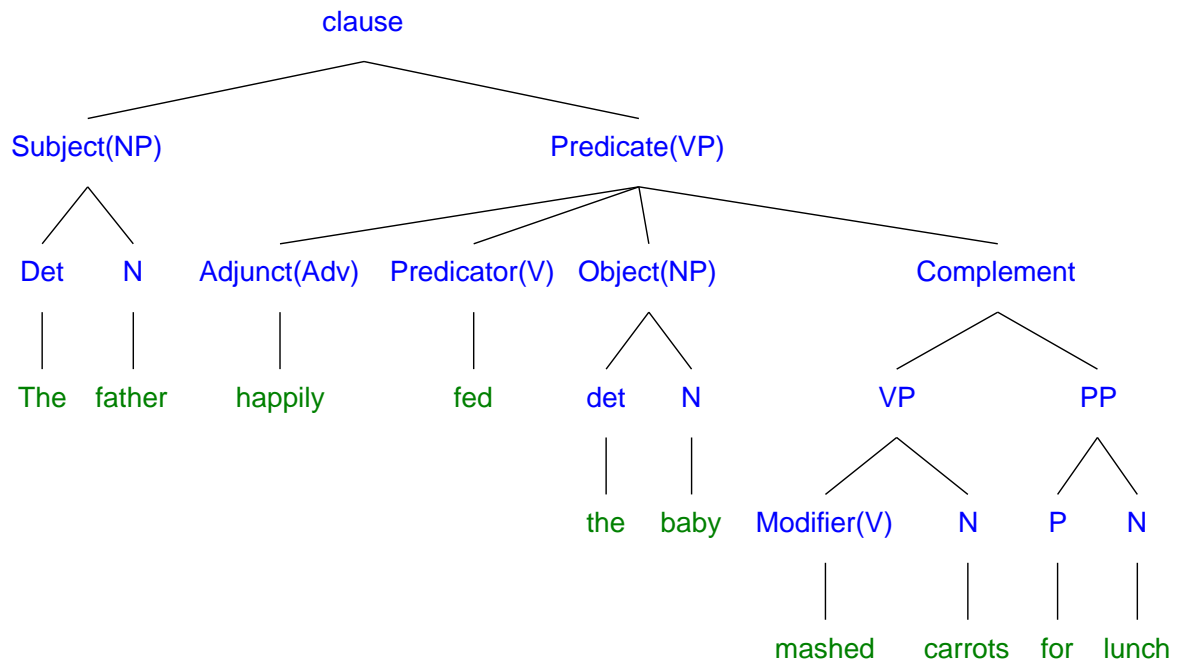 clause
Subject(NP) Predicate(VP)
Det N Adjunct(Adv) Predicator(V) Object(NP) Complement
The father happily fed det N VP PP
the baby Modifier(V) N P N
mashed carrots for lunch